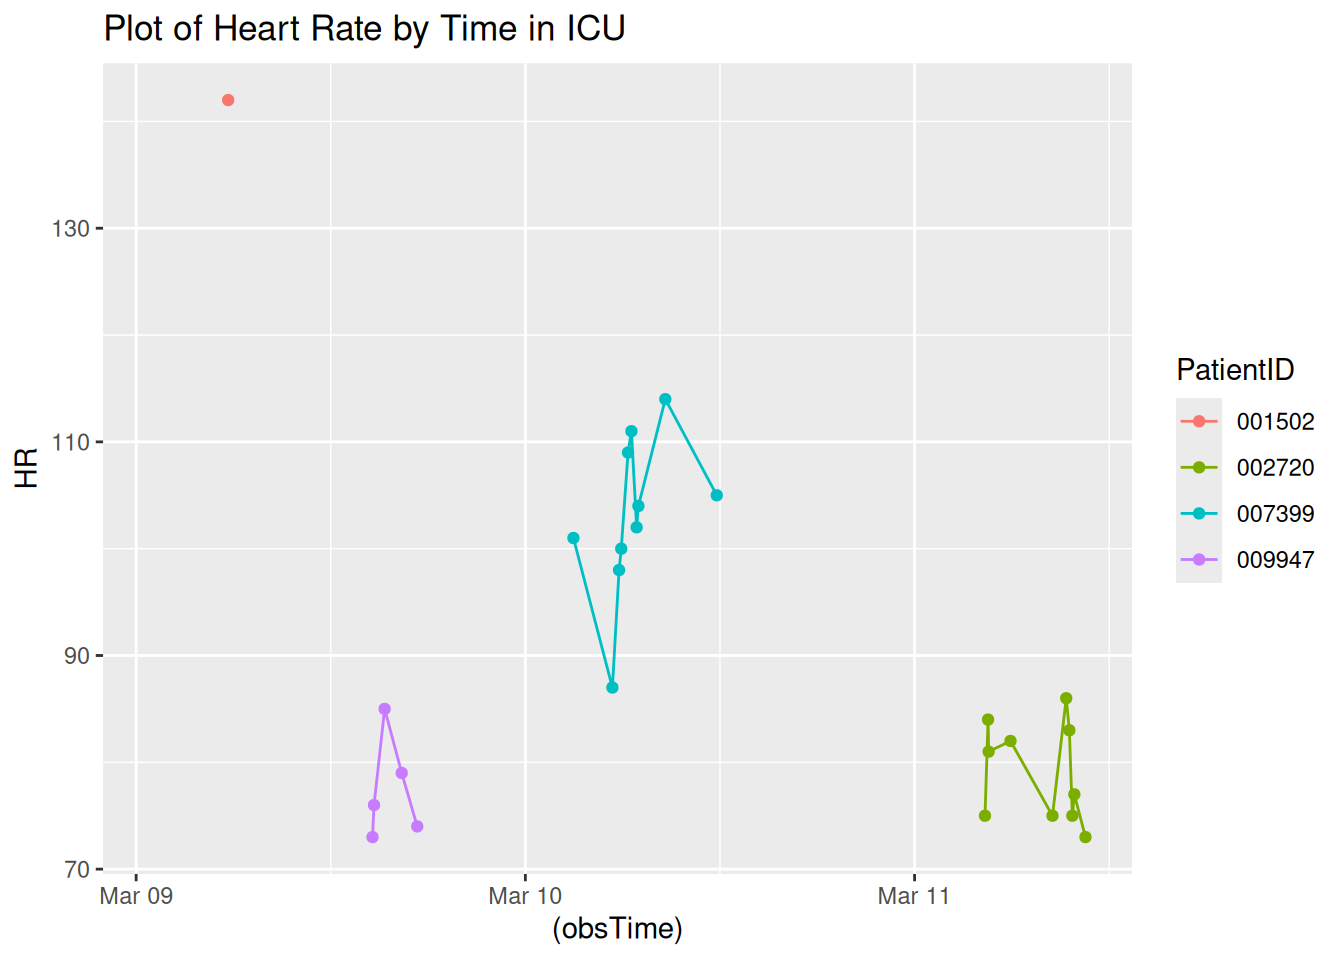 Plot of Heart Rate by Time in ICU
HR
130
110
90
70
Mar 09
Mar 10
Mar 11
(obsTime)
PatientID
001502
002720
007399
009947